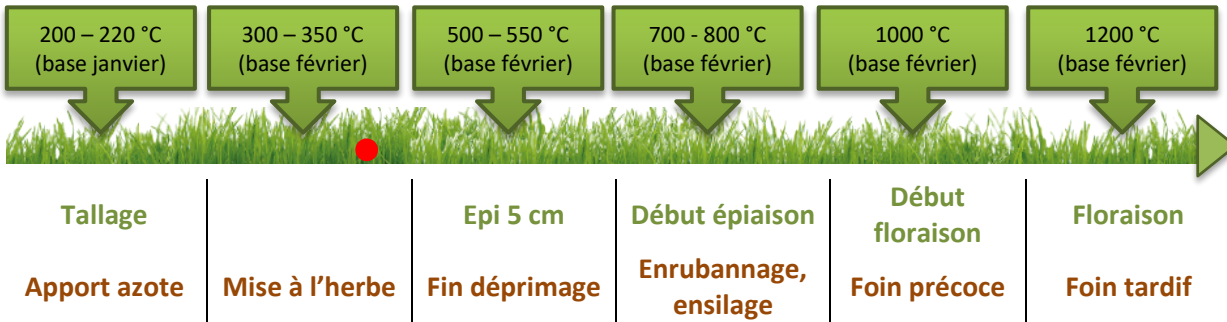 200 – 220 °C
(base janvier)
300 – 350 °C
(base février)
500 – 550 °C
(base février)
700 - 800 °C
(base février)
1000 °C
(base février)
1200 °C
(base février)
Tallage
Epi 5 cm
Début épiaison
Début
floraison
Floraison
Apport azote
Mise à l’herbe
Fin déprimage
Enrubannage,
ensilage
Foin précoce
Foin tardif